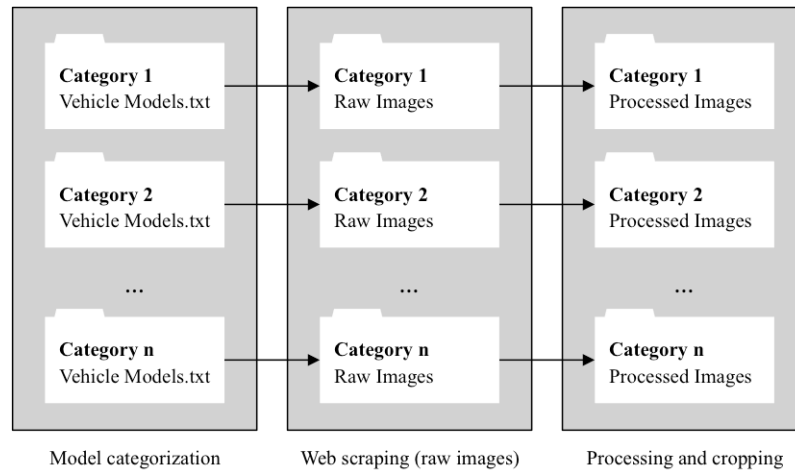 Category 1
Vehicle Models.txt
Category 1
Raw Images
Category 1
Processed Images
Category 2
Vehicle Models.txt
Category 2
Raw Images
Category 2
Processed Images
...
...
...
Category n
Vehicle Models.txt
Category n
Raw Images
Category n
Processed Images
Model categorization
Web scraping (raw images)
Processing and cropping